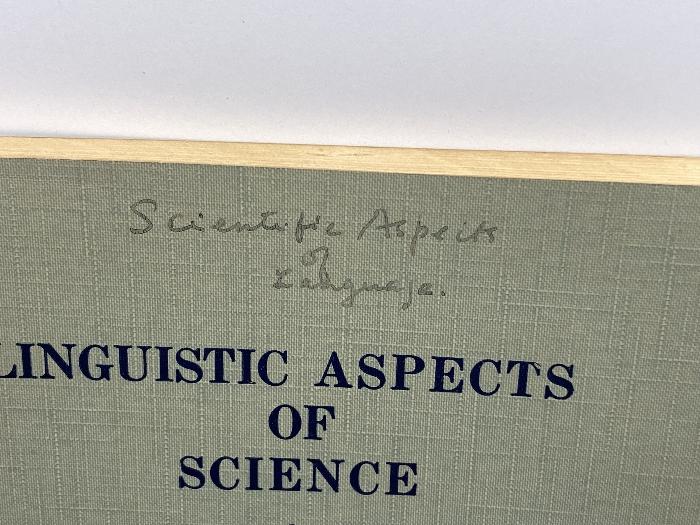 Scientific Aspects
of
Language.
LINGUISTIC ASPECTS
OF
SCIENCE